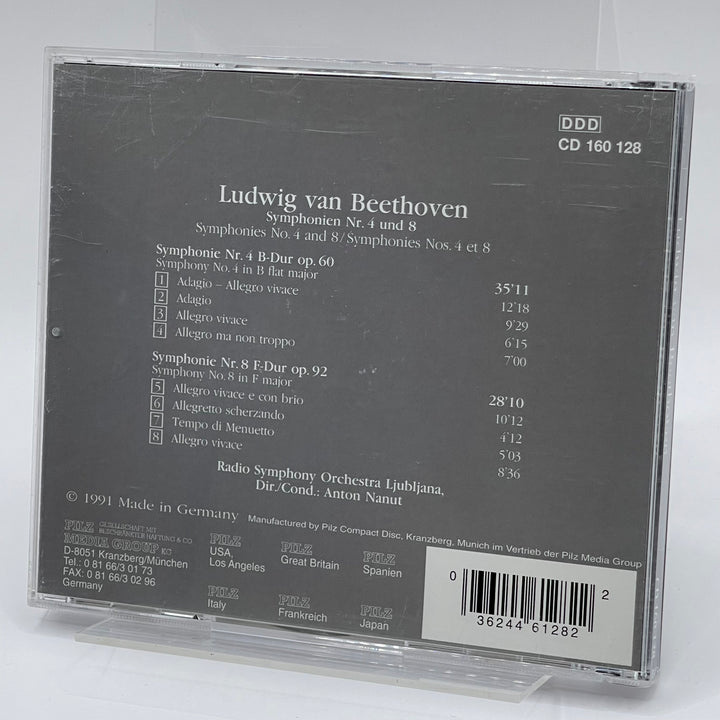 DDD
CD 160 128
Ludwig van Beethoven
Symphonien Nr. 4 und 8
Symphonies No. 4 and 8/Symphonies Nos. 4 et 8
Symphonie Nr. 4 B-Dur op. 60 35'11
Symphony No. 4 in B flat major
1 Adagio – Allegro vivace 12'18
2 Adagio 9'29
3 Allegro vivace 6'15
4 Allegro ma non troppo 7'00
Symphonie Nr. 8 F-Dur op. 92 28'10
Symphony No. 8 in F major
5 Allegro vivace e con brio 10'12
6 Allegretto scherzando 4'12
7 Tempo di Menuetto 5'03
8 Allegro vivace 8'36
Radio Symphony Orchestra Ljubljana,
Dir./Cond.: Anton Nanut
© 1991 Made in Germany
Manufactured by Pilz Compact Disc, Kranzberg, Munich im Vertrieb der Pilz Media Group
PILZ GESELLSCHAFT MIT
BESCHRÄNKTER HAFTUNG & CO
MEDIA GROUP KG
D-8051 Kranzberg/München
Tel.: 0 81 66/3 01 73
FAX: 0 81 66/3 02 96
Germany
PILZ
USA,
Los Angeles
PILZ
Great Britain
PILZ
Spanien
PILZ
Italy
PILZ
Frankreich
PILZ
Japan
0 36244 61282 2